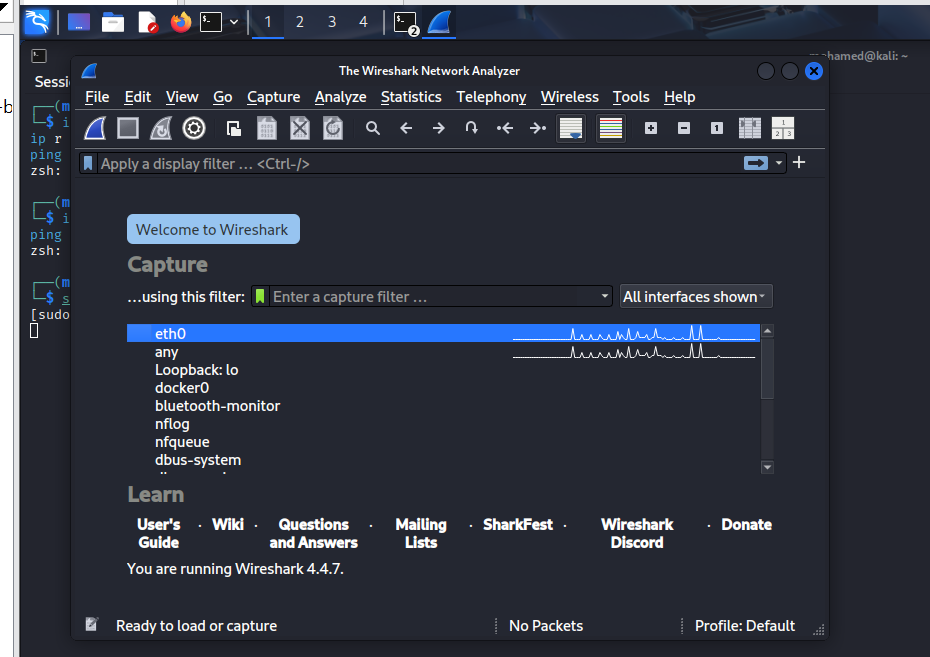 1 2 3 4 2
mohamed@kali: ~
The Wireshark Network Analyzer
Sessi
File Edit View Go Capture Analyze Statistics Telephony Wireless Tools Help
-b
(m
$ i
ip r
ping
zsh:
Apply a display filter … <Ctrl-/>
(m
$ i
ping
zsh:
Welcome to Wireshark
Capture
(m
$ s
[sudo
…using this filter: Enter a capture filter … All interfaces shown
eth0
any
Loopback: lo
docker0
bluetooth-monitor
nflog
nfqueue
dbus-system
Learn
User's Guide · Wiki · Questions and Answers · Mailing Lists · SharkFest · Wireshark Discord · Donate
You are running Wireshark 4.4.7.
Ready to load or capture No Packets Profile: Default